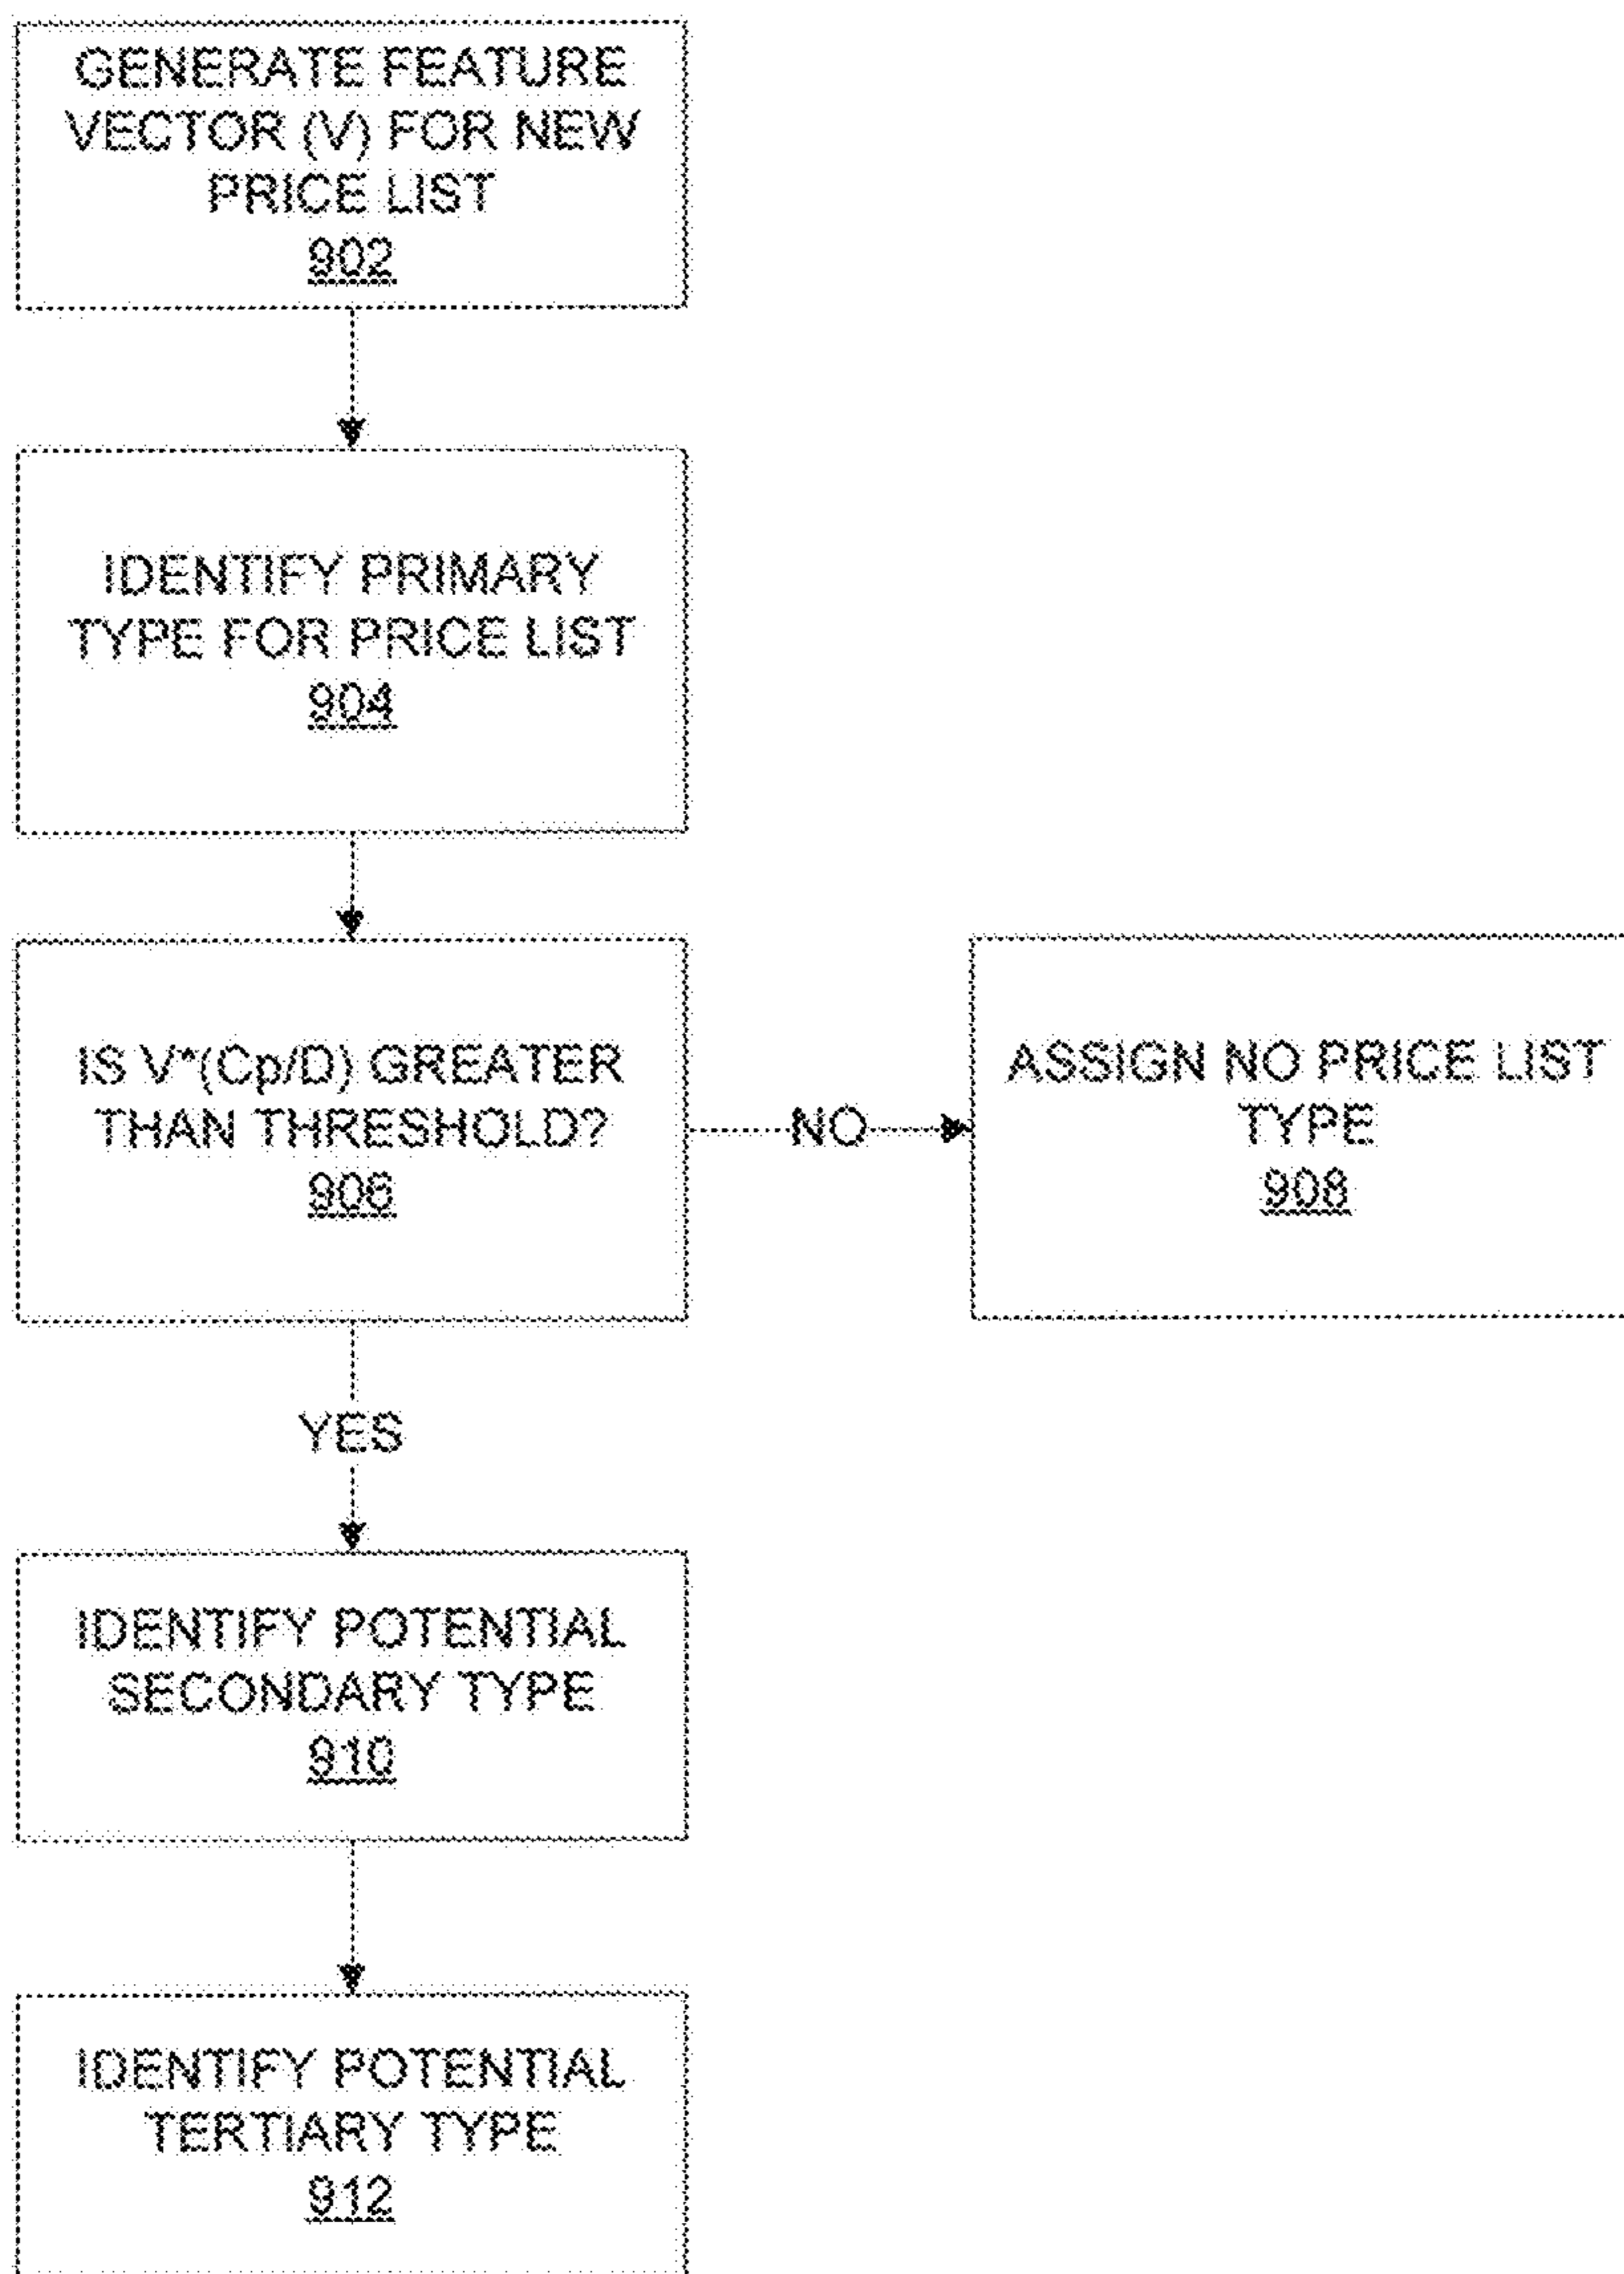 GENERATE FEATURE
VECTOR (V) FOR NEW
PRICE LIST
902
IDENTIFY PRIMARY
TYPE FOR PRICE LIST
904
IS V*(Cp/D) GREATER
THAN THRESHOLD?
906
NO
ASSIGN NO PRICE LIST
TYPE
908
YES
IDENTIFY POTENTIAL
SECONDARY TYPE
910
IDENTIFY POTENTIAL
TERTIARY TYPE
912